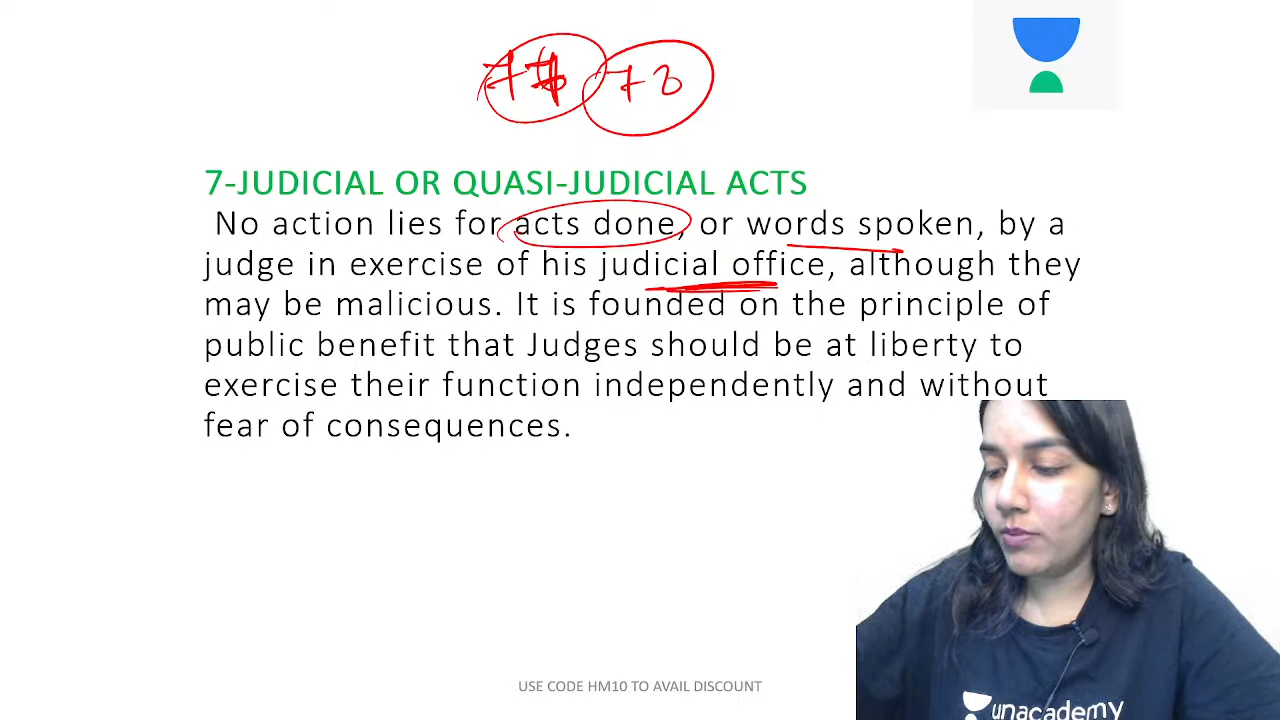 78
7-JUDICIAL OR QUASI-JUDICIAL ACTS
No action lies for acts done, or words spoken, by a
judge in exercise of his judicial office, although they
may be malicious. It is founded on the principle of
public benefit that Judges should be at liberty to
exercise their function independently and without
fear of consequences.
unacademy
USE CODE HM10 TO AVAIL DISCOUNT